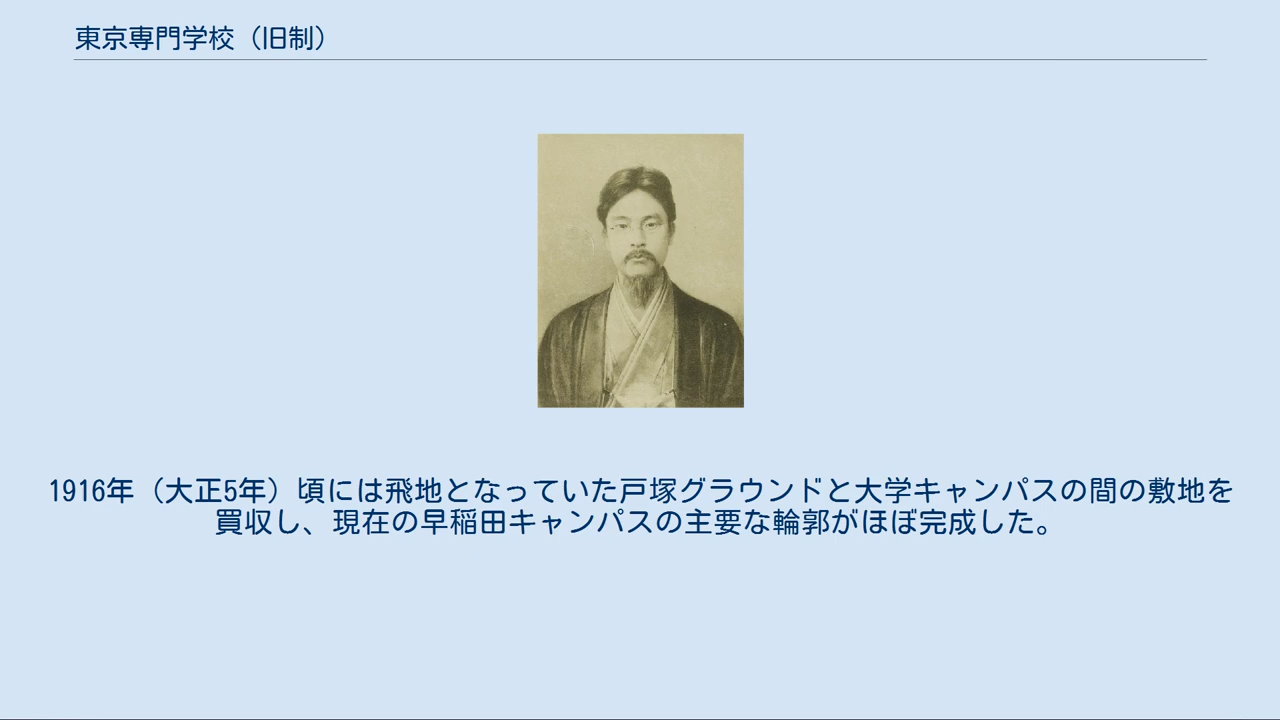 東京専門学校（旧制）
1916年（大正5年）頃には飛地となっていた戸塚グラウンドと大学キャンパスの間の敷地を
買収し、現在の早稲田キャンパスの主要な輪郭がほぼ完成した。